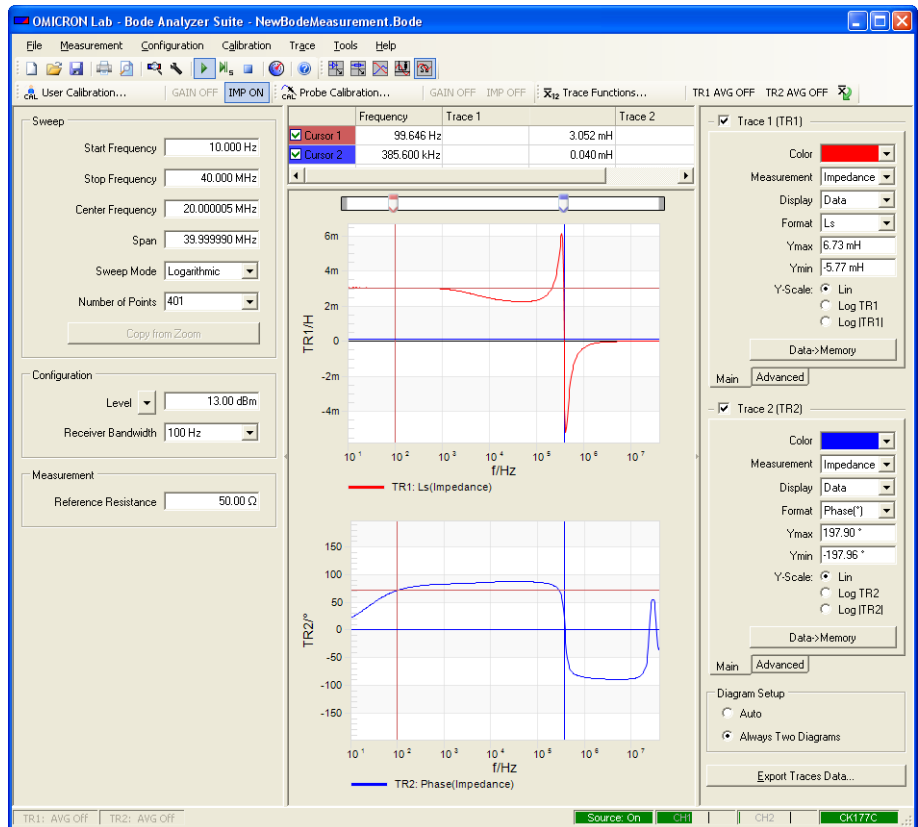 OMICRON Lab - Bode Analyzer Suite - NewBodeMeasurement.Bode
File Measurement Configuration Calibration Trace Tools Help
CAL User Calibration... GAIN OFF IMP ON CAL Probe Calibration... GAIN OFF IMP OFF X12 Trace Functions... TR1 AVG OFF TR2 AVG OFF
Sweep
Start Frequency 10.000 Hz
Stop Frequency 40.000 MHz
Center Frequency 20.000005 MHz
Span 39.999990 MHz
Sweep Mode Logarithmic
Number of Points 401
Copy from Zoom
Configuration
Level 13.00 dBm
Receiver Bandwidth 100 Hz
Measurement
Reference Resistance 50.00 Ω
Frequency Trace 1 Trace 2
Cursor 1 99.646 Hz 3.052 mH
Cursor 2 385.600 kHz 0.040 mH
TR1/H
6m
4m
2m
0
-2m
-4m
10¹ 10² 10³ 10⁴ 10⁵ 10⁶ 10⁷
f/Hz
TR1: Ls(Impedance)
TR2/°
150
100
50
0
-50
-100
-150
10¹ 10² 10³ 10⁴ 10⁵ 10⁶ 10⁷
f/HZ
TR2: Phase(Impedance)
Trace 1 (TR1)
Color
Measurement Impedance
Display Data
Format Ls
Ymax 6.73 mH
Ymin -5.77 mH
Y-Scale: Lin
Log TR1
Log |TR1|
Data->Memory
Main Advanced
Trace 2 (TR2)
Color
Measurement Impedance
Display Data
Format Phase(°)
Ymax 197.90 °
Ymin -197.96 °
Y-Scale: Lin
Log TR2
Log |TR2|
Data->Memory
Main Advanced
Diagram Setup
Auto
Always Two Diagrams
Export Traces Data...
TR1: AVG Off TR2: AVG Off Source: On CH1 CH2 CK177C